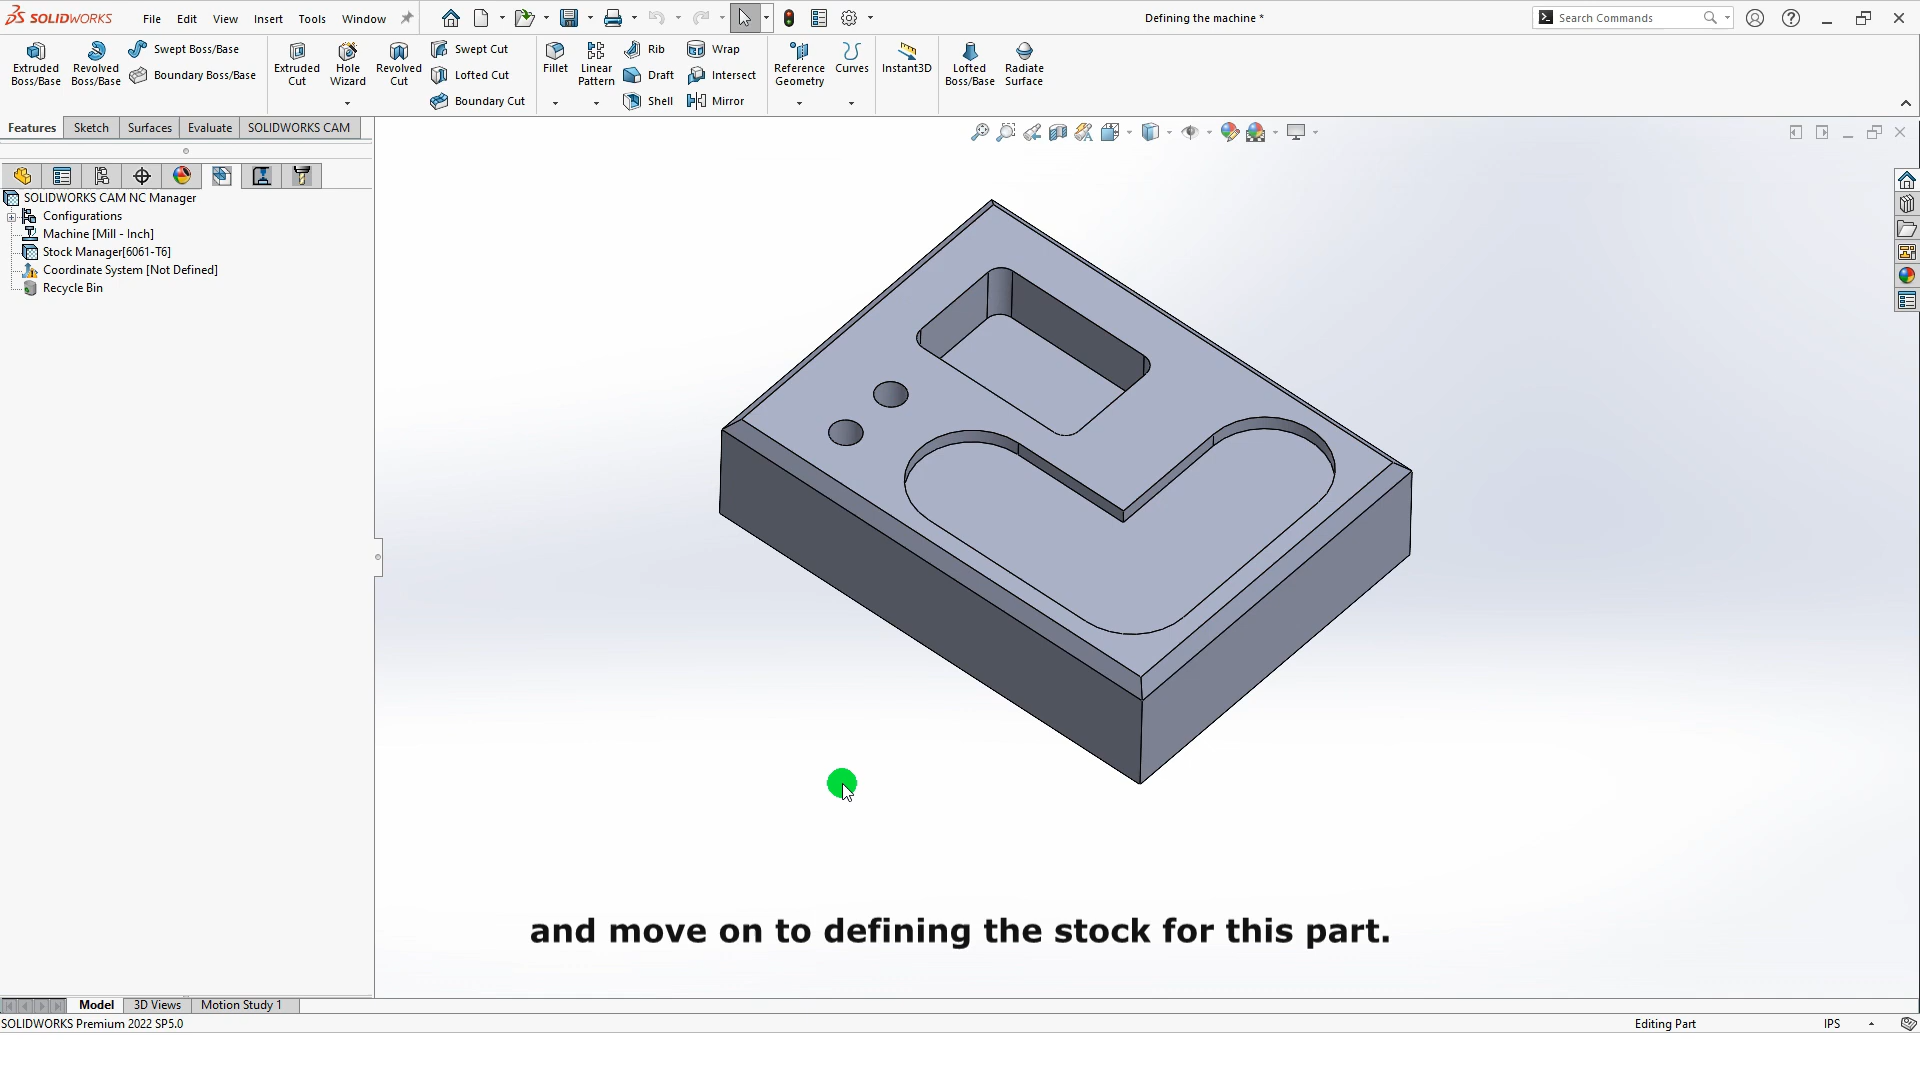 SOLIDWORKS File Edit View Insert Tools Window Defining the machine * Search Commands
Extruded Boss/Base Revolved Boss/Base Swept Boss/Base Boundary Boss/Base Extruded Cut Hole Wizard Revolved Cut Swept Cut Lofted Cut Boundary Cut Fillet Linear Pattern Rib Draft Shell Wrap Intersect Mirror Reference Geometry Curves Instant3D Lofted Boss/Base Radiate Surface
Features Sketch Surfaces Evaluate SOLIDWORKS CAM
SOLIDWORKS CAM NC Manager
Configurations
Machine [Mill - Inch]
Stock Manager[6061-T6]
Coordinate System [Not Defined]
Recycle Bin
and move on to defining the stock for this part.
Model 3D Views Motion Study 1
SOLIDWORKS Premium 2022 SP5.0 Editing Part IPS